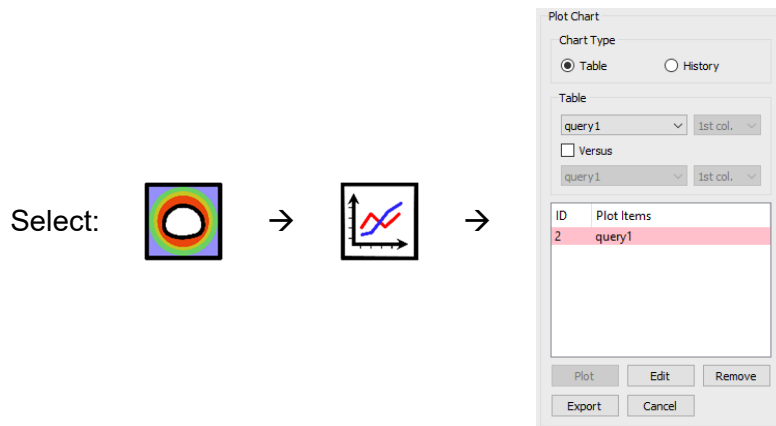 Plot Chart
Chart Type
Table
History
Table
query1
1st col.
Versus
query1
1st col.
Select: → →
ID Plot Items
2 query1
Plot Edit Remove
Export Cancel